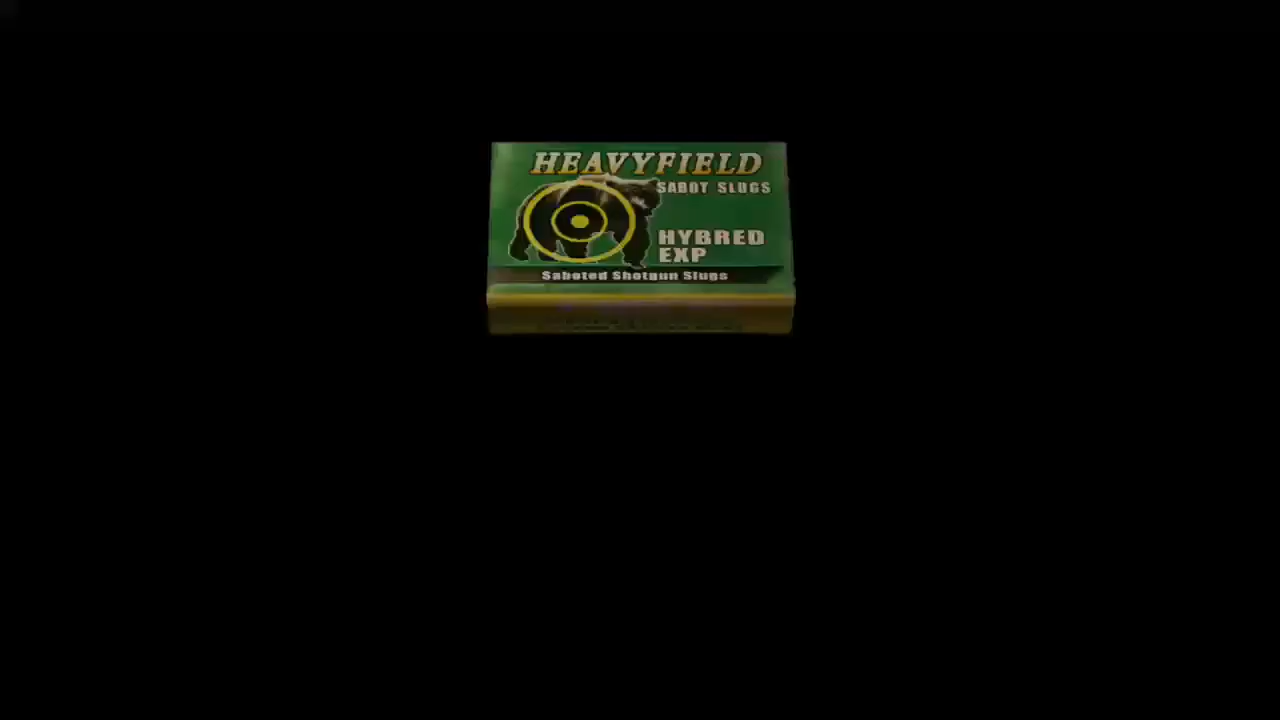 HEAVYFIELD
SABOT SLUGS
HYBRED
EXP
Saboted Shotgun Slugs